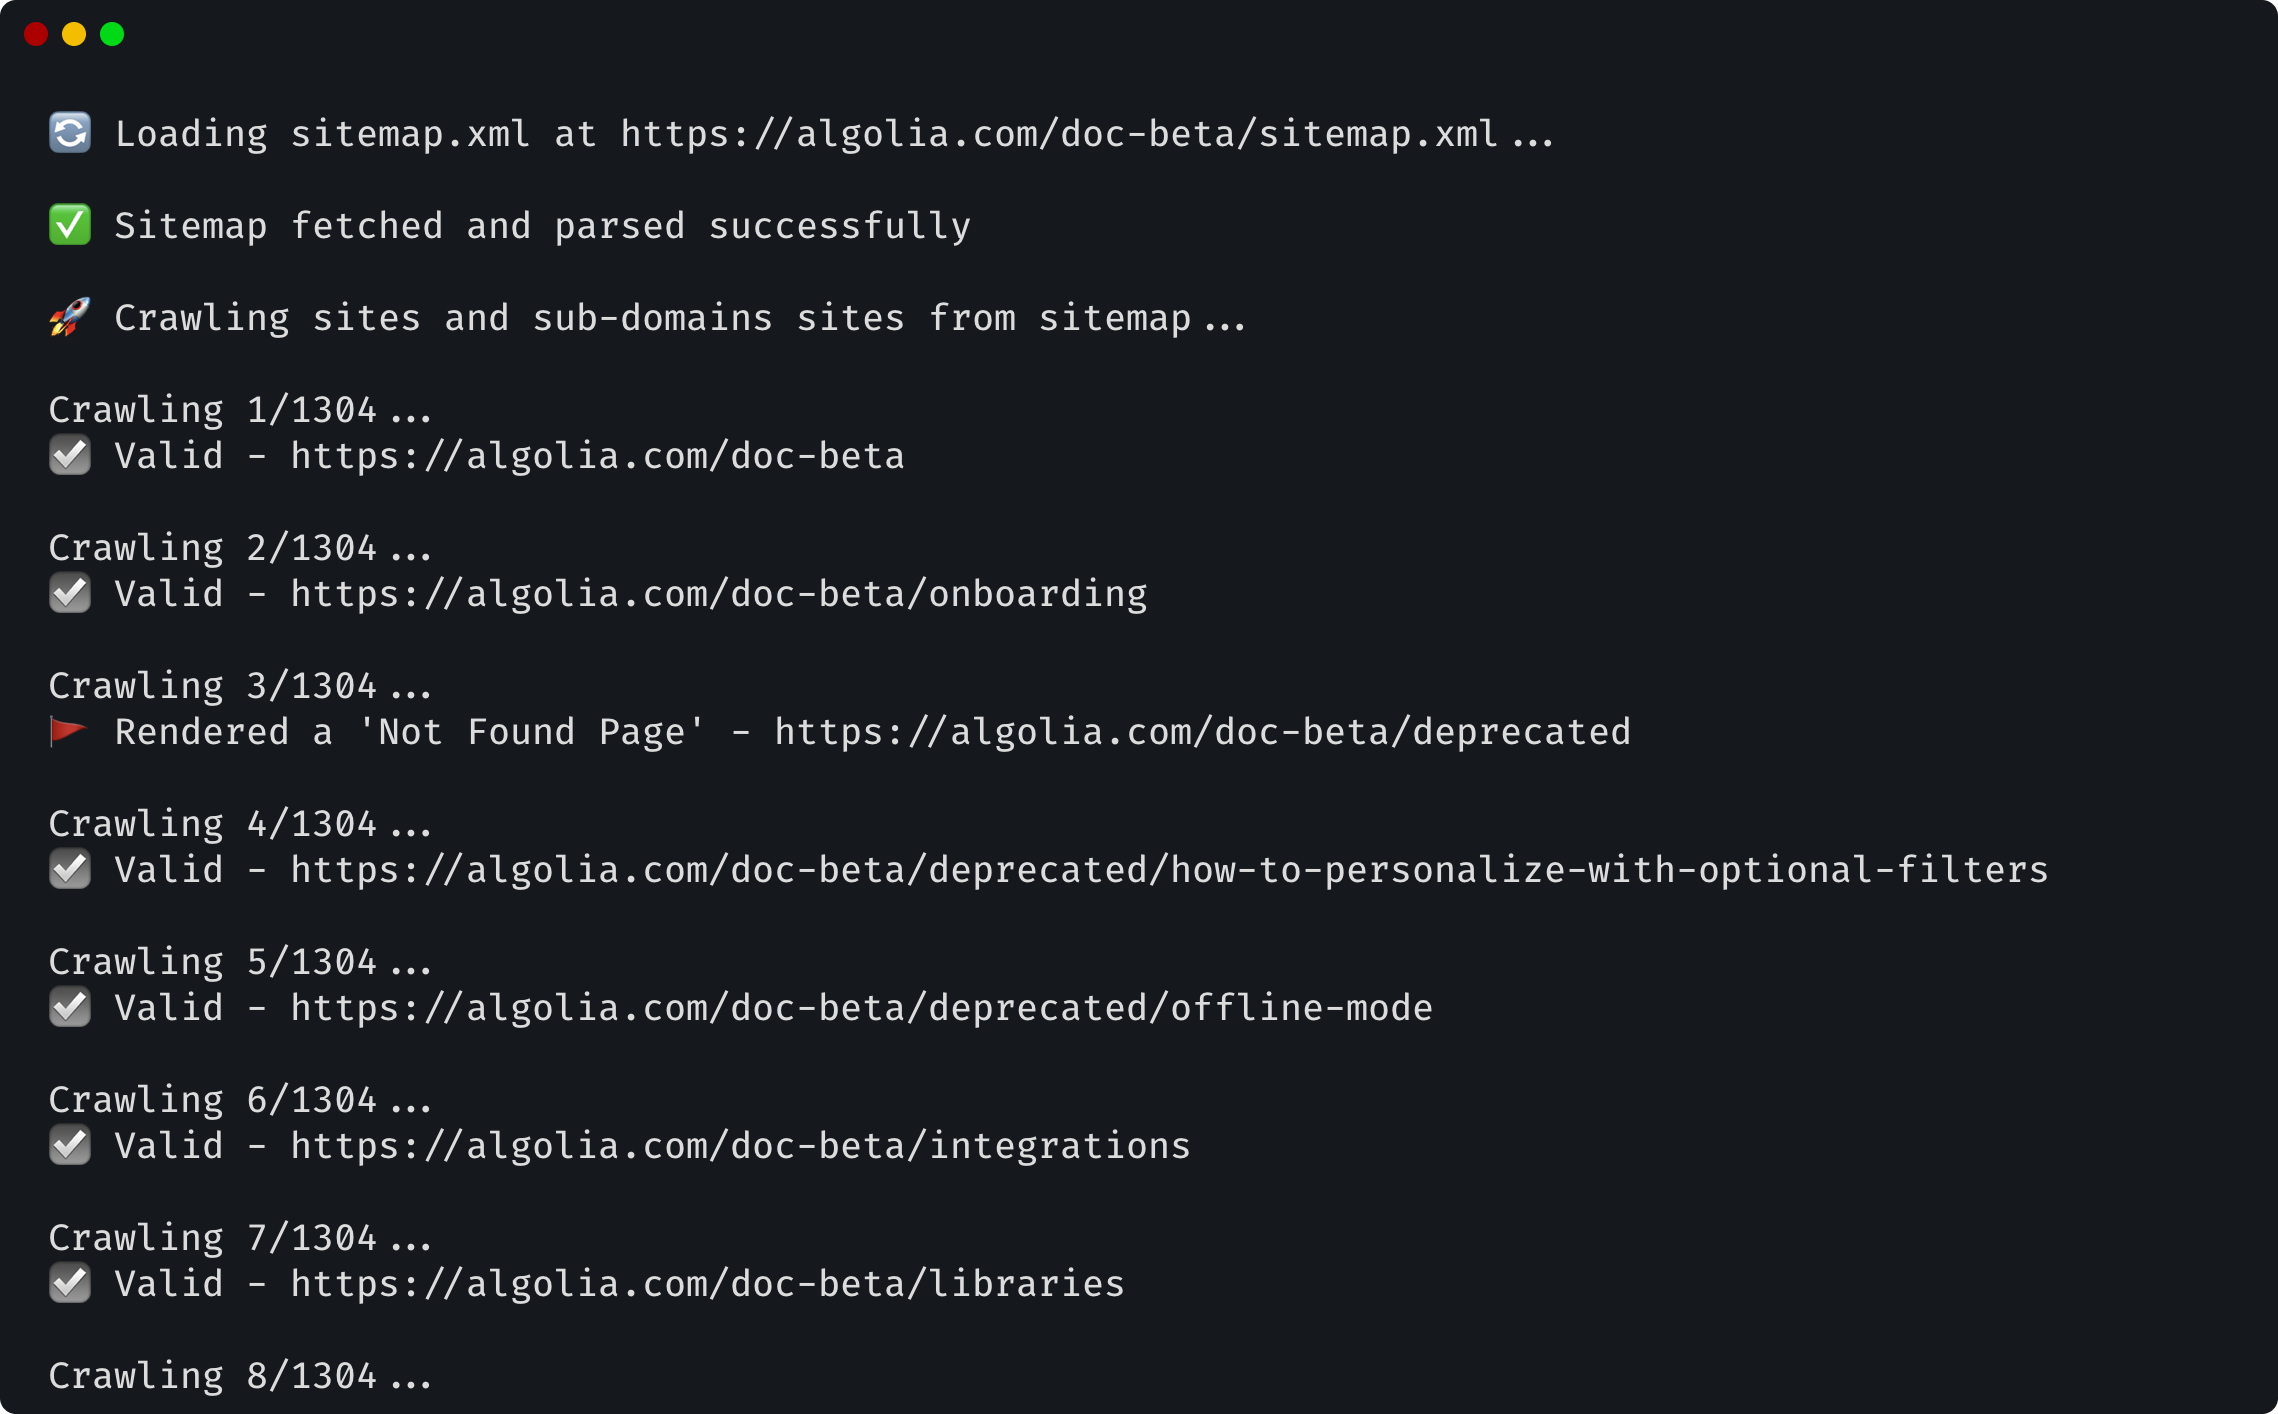 🔄 Loading sitemap.xml at https://algolia.com/doc-beta/sitemap.xml...
✅ Sitemap fetched and parsed successfully
🚀 Crawling sites and sub-domains sites from sitemap...
Crawling 1/1304...
☑️ Valid - https://algolia.com/doc-beta
Crawling 2/1304...
☑️ Valid - https://algolia.com/doc-beta/onboarding
Crawling 3/1304...
🚩 Rendered a 'Not Found Page' - https://algolia.com/doc-beta/deprecated
Crawling 4/1304...
☑️ Valid - https://algolia.com/doc-beta/deprecated/how-to-personalize-with-optional-filters
Crawling 5/1304...
☑️ Valid - https://algolia.com/doc-beta/deprecated/offline-mode
Crawling 6/1304...
☑️ Valid - https://algolia.com/doc-beta/integrations
Crawling 7/1304...
☑️ Valid - https://algolia.com/doc-beta/libraries
Crawling 8/1304...